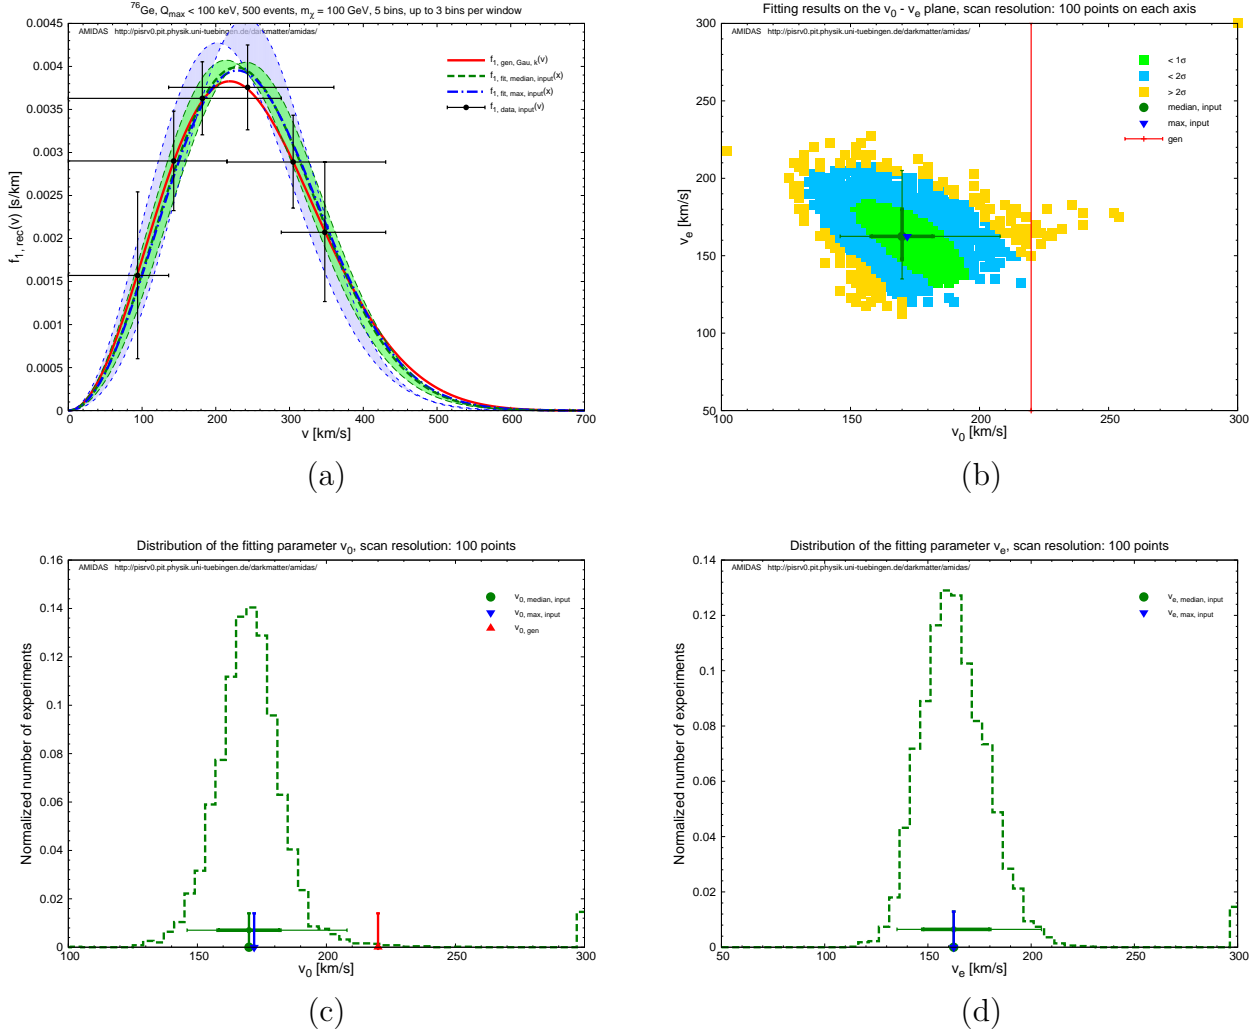 ⁷⁶Ge, Q_max < 100 keV, 500 events, m_χ = 100 GeV, 5 bins, up to 3 bins per window
AMIDAS http://pisrv0.pit.physik.uni-tuebingen.de/darkmatter/amidas/
f_1, gen, Gau, k(v)
f_1, fit, median, input(x)
f_1, fit, max, input(x)
f_1, data, input(v)
f_1, rec(v) [s/km]
0.0045
0.004
0.0035
0.003
0.0025
0.002
0.0015
0.001
0.0005
0
0 100 200 300 400 500 600 700
v [km/s]
(a)
Fitting results on the v_0 - v_e plane, scan resolution: 100 points on each axis
AMIDAS http://pisrv0.pit.physik.uni-tuebingen.de/darkmatter/amidas/
< 1σ
< 2σ
> 2σ
median, input
max, input
gen
v_e [km/s]
300
250
200
150
100
50
100 150 200 250 300
v_0 [km/s]
(b)
Distribution of the fitting parameter v_0, scan resolution: 100 points
AMIDAS http://pisrv0.pit.physik.uni-tuebingen.de/darkmatter/amidas/
v_0, median, input
v_0, max, input
v_0, gen
Normalized number of experiments
0.16
0.14
0.12
0.1
0.08
0.06
0.04
0.02
0
100 150 200 250 300
v_0 [km/s]
(c)
Distribution of the fitting parameter v_e, scan resolution: 100 points
AMIDAS http://pisrv0.pit.physik.uni-tuebingen.de/darkmatter/amidas/
v_e, median, input
v_e, max, input
Normalized number of experiments
0.14
0.12
0.1
0.08
0.06
0.04
0.02
0
50 100 150 200 250 300
v_e [km/s]
(d)